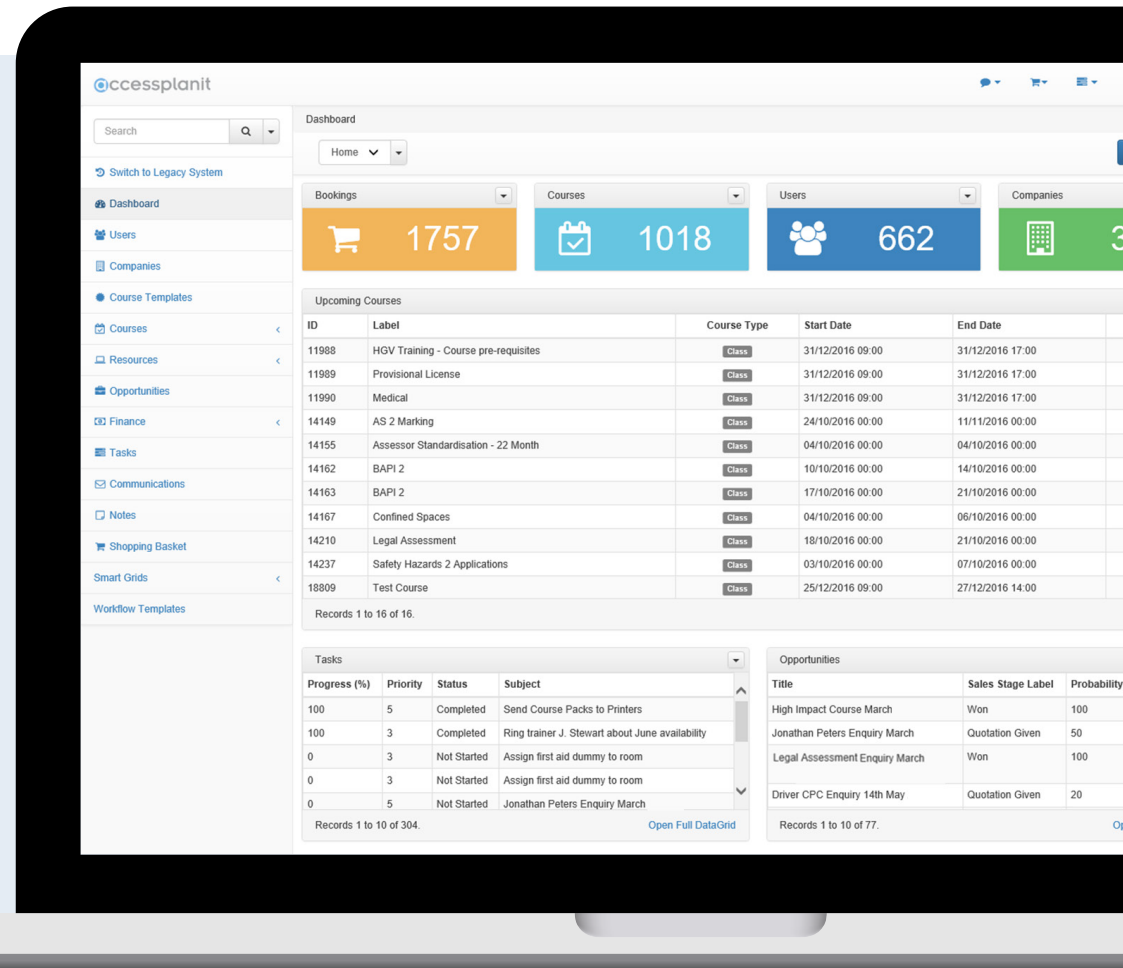 accessplanit
Search
Switch to Legacy System
Dashboard
Users
Companies
Course Templates
Courses
Resources
Opportunities
Finance
Tasks
Communications
Notes
Shopping Basket
Smart Grids
Workflow Templates
Dashboard
Home
Bookings
1757
Courses
1018
Users
662
Companies
3
Upcoming Courses
ID Label Course Type Start Date End Date
11988 HGV Training - Course pre-requisites Class 31/12/2016 09:00 31/12/2016 17:00
11989 Provisional License Class 31/12/2016 09:00 31/12/2016 17:00
11990 Medical Class 31/12/2016 09:00 31/12/2016 17:00
14149 AS 2 Marking Class 24/10/2016 00:00 11/11/2016 00:00
14155 Assessor Standardisation - 22 Month Class 04/10/2016 00:00 04/10/2016 00:00
14162 BAPI 2 Class 10/10/2016 00:00 14/10/2016 00:00
14163 BAPI 2 Class 17/10/2016 00:00 21/10/2016 00:00
14167 Confined Spaces Class 04/10/2016 00:00 06/10/2016 00:00
14210 Legal Assessment Class 18/10/2016 00:00 21/10/2016 00:00
14237 Safety Hazards 2 Applications Class 03/10/2016 00:00 07/10/2016 00:00
18809 Test Course Class 25/12/2016 09:00 27/12/2016 14:00
Records 1 to 16 of 16.
Tasks
Progress (%) Priority Status Subject
100 5 Completed Send Course Packs to Printers
100 3 Completed Ring trainer J. Stewart about June availability
0 3 Not Started Assign first aid dummy to room
0 3 Not Started Assign first aid dummy to room
0 5 Not Started Jonathan Peters Enquiry March
Records 1 to 10 of 304. Open Full DataGrid
Opportunities
Title Sales Stage Label Probability
High Impact Course March Won 100
Jonathan Peters Enquiry March Quotation Given 50
Legal Assessment Enquiry March Won 100
Driver CPC Enquiry 14th May Quotation Given 20
Records 1 to 10 of 77.